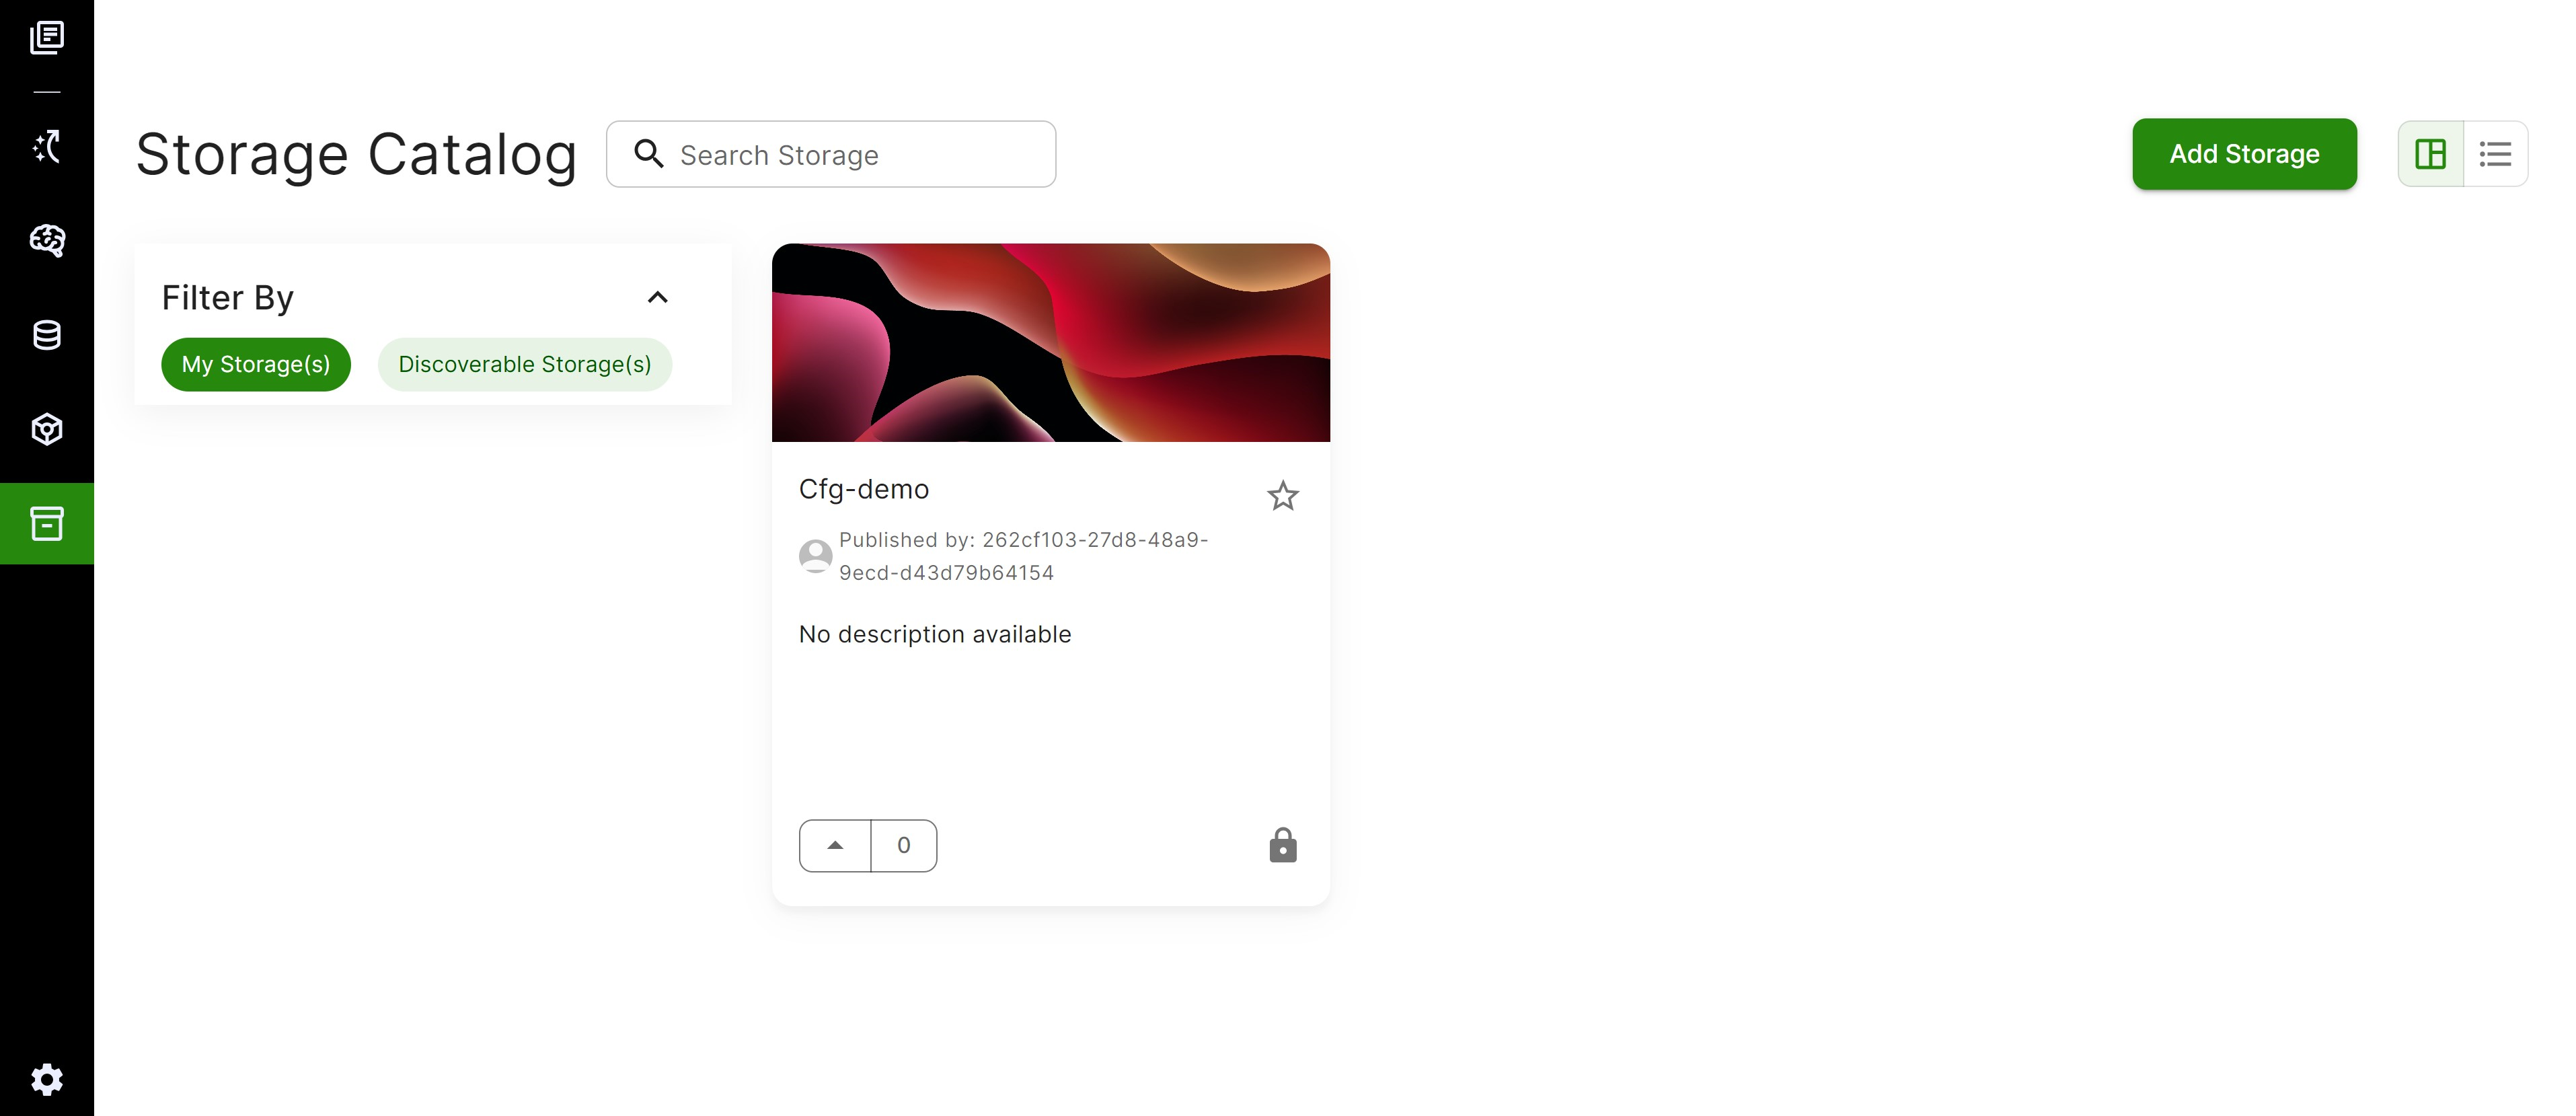 Storage Catalog
Search Storage
Add Storage
Filter By
My Storage(s)
Discoverable Storage(s)
Cfg-demo
Published by: 262cf103-27d8-48a9-
9ecd-d43d79b64154
No description available
0